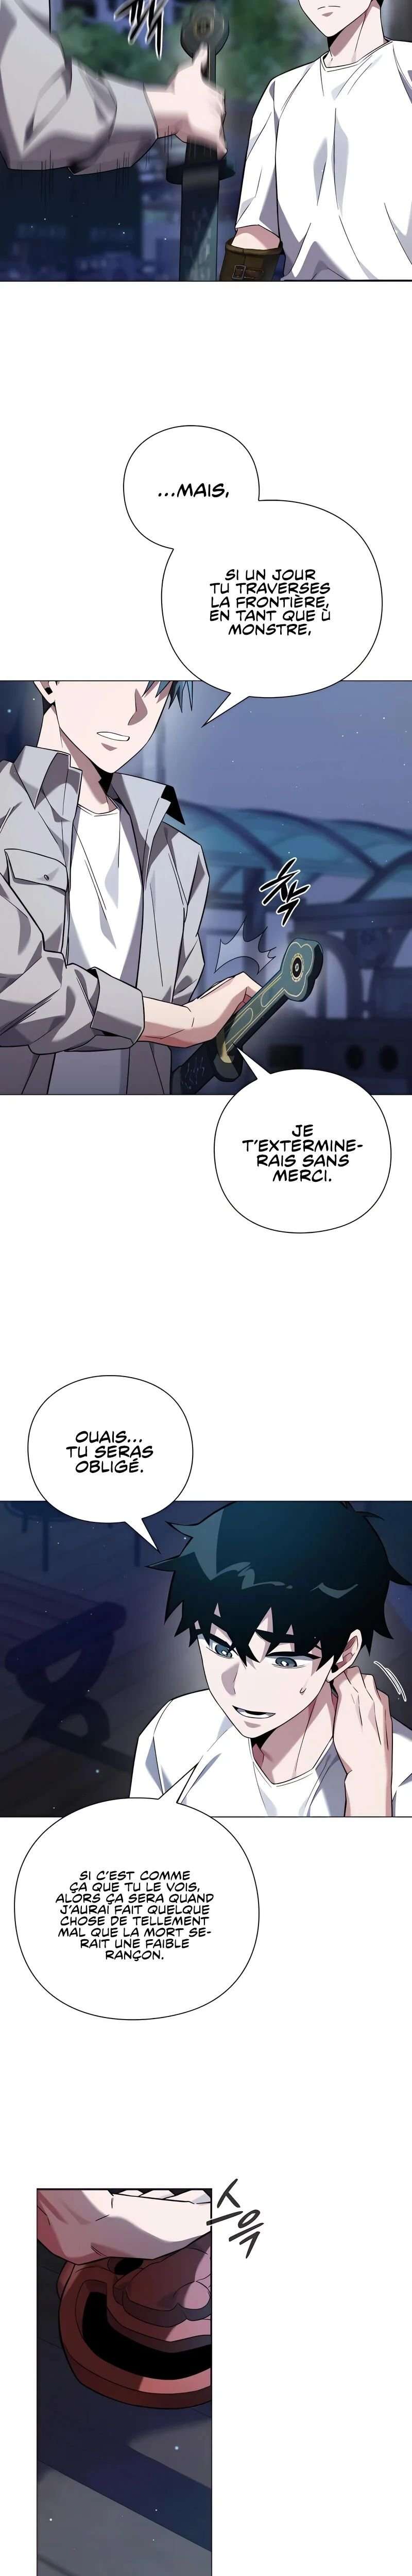 ...MAIS,
SI UN JOUR
TU TRAVERSES
LA FRONTIÈRE,
EN TANT QUE
MONSTRE,
JE
T'EXTERMINE-
RAIS SANS
MERCI.
OUAIS...
TU SERAS
OBLIGÉ.
SI C'EST COMME
ÇA QUE TU LE VOIS,
ALORS ÇA SERA QUAND
J'AURAI FAIT QUELQUE
CHOSE DE TELLEMENT
MAL QUE LA MORT SE-
RAIT UNE FAIBLE
RANÇON.
스윽